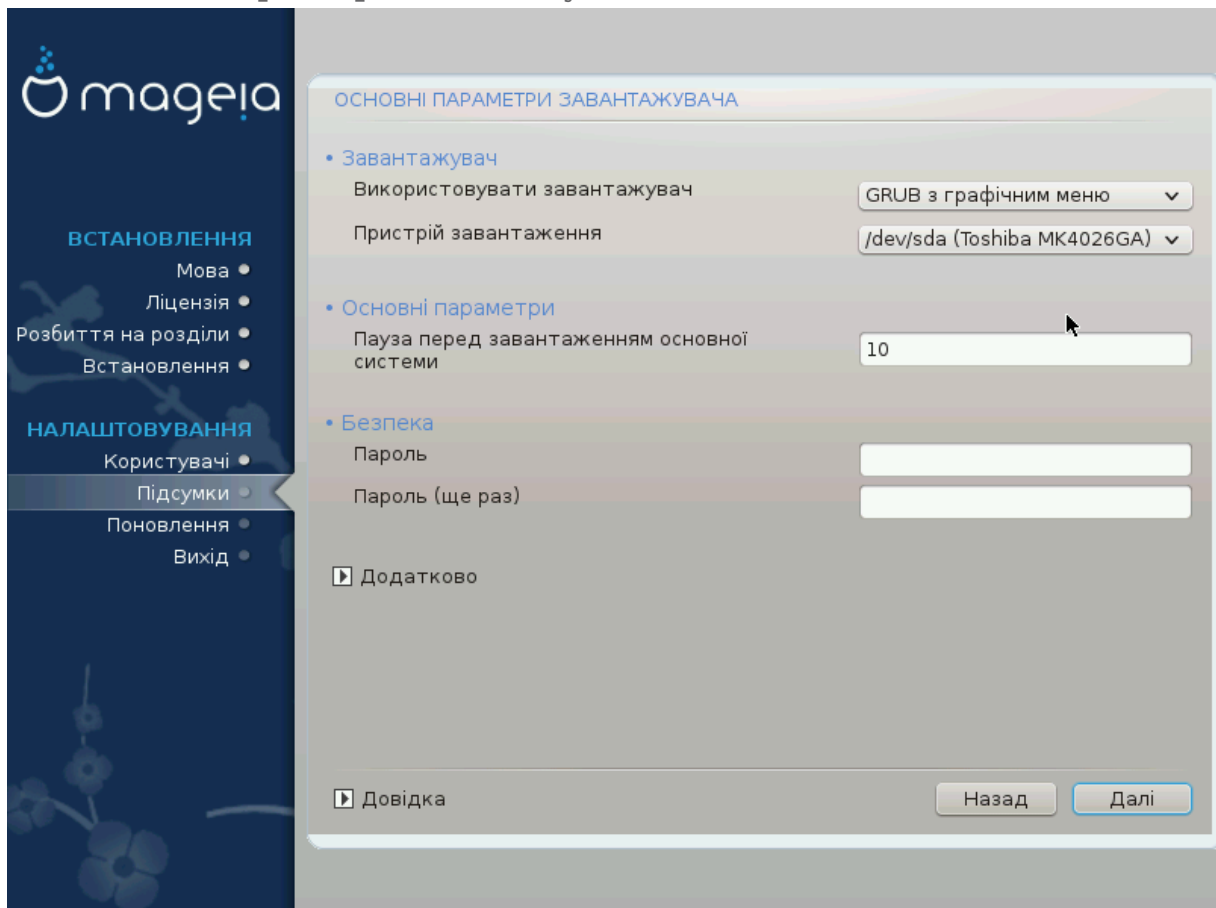 mageia
ВСТАНОВЛЕННЯ
Мова
Ліцензія
Розбиття на розділи
Встановлення
НАЛАШТОВУВАННЯ
Користувачі
Підсумки
Поновлення
Вихід
ОСНОВНІ ПАРАМЕТРИ ЗАВАНТАЖУВАЧА
• Завантажувач
Використовувати завантажувач
GRUB з графічним меню
Пристрій завантаження
/dev/sda (Toshiba MK4026GA)
• Основні параметри
Пауза перед завантаженням основної
системи
10
• Безпека
Пароль
Пароль (ще раз)
Додатково
Довідка
Назад
Далі